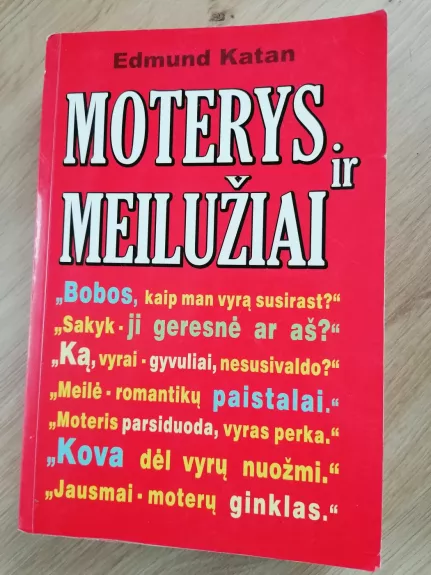 Edmund Katan
MOTERYS
ir
MEILUŽIAI
„Bobos, kaip man vyrą susirast?“
„Sakyk - ji geresnė ar aš?“
„Ką, vyrai - gyvuliai, nesusivaldo?“
„Meilė - romantikų paistalai.“
„Moteris parsiduoda, vyras perka.“
„Kova dėl vyrų nuožmi.“
„Jausmai - moterų ginklas.“